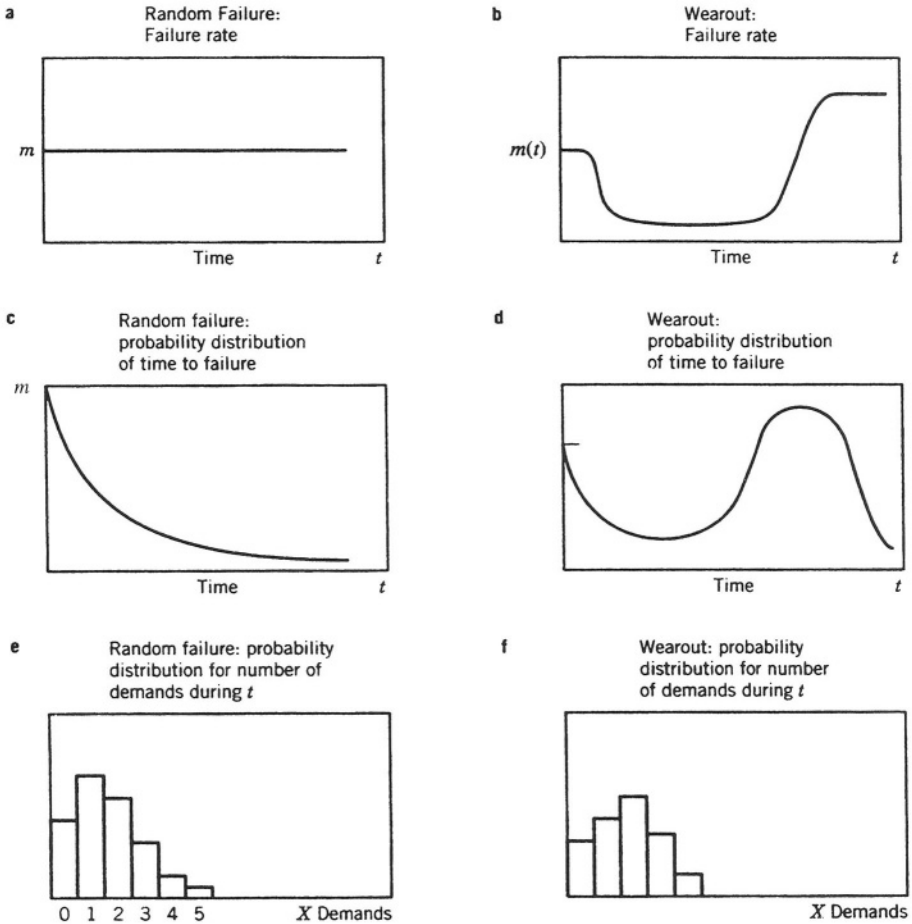 a
Random Failure:
Failure rate
m
Time
t
b
Wearout:
Failure rate
m(t)
Time
t
c
Random failure:
probability distribution
of time to failure
m
Time
t
d
Wearout:
probability distribution
of time to failure
Time
t
e
Random failure: probability
distribution for number of
demands during t
0 1 2 3 4 5
X Demands
f
Wearout: probability
distribution for number
of demands during t
X Demands